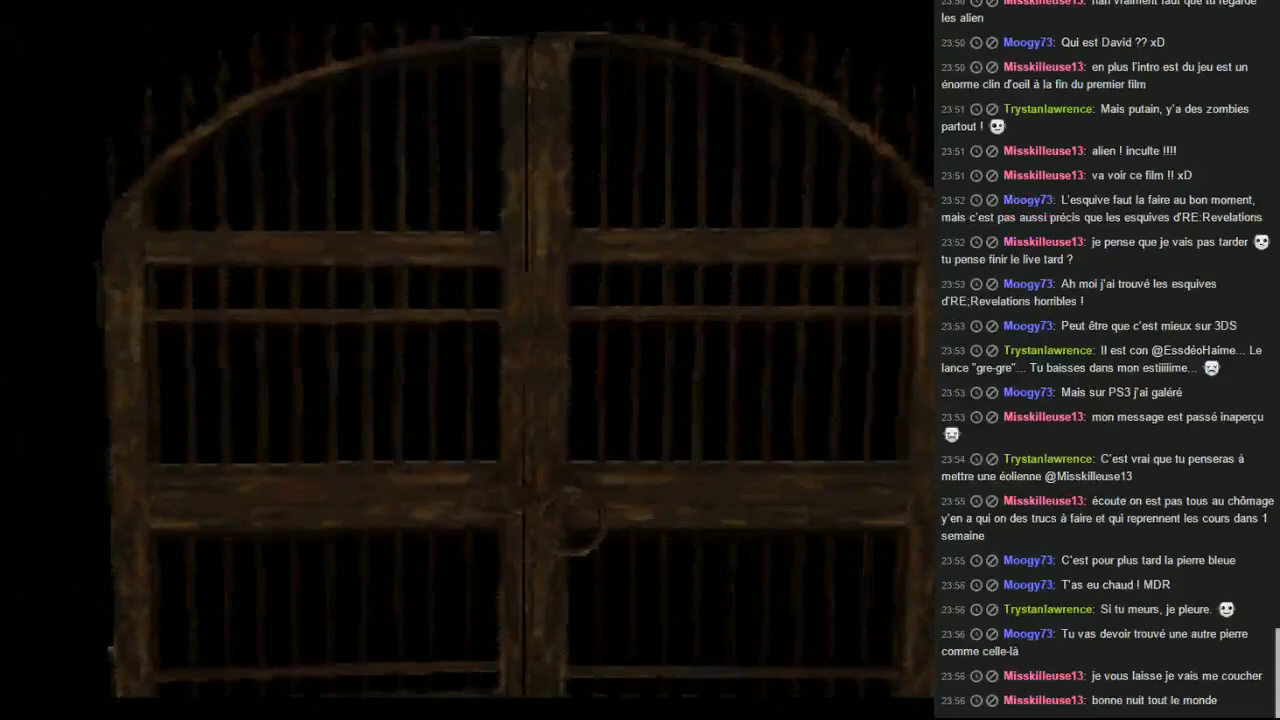 23:50 Misskilleuse13: nan vraiment faut que tu regarde
les alien
23:50 Moogy73: Qui est David ?? xD
23:50 Misskilleuse13: en plus l'intro est du jeu est un
énorme clin d'oeil à la fin du premier film
23:51 Trystanlawrence: Mais putain, y'a des zombies
partout !
23:51 Misskilleuse13: alien ! inculte !!!!
23:51 Misskilleuse13: va voir ce film !! xD
23:52 Moogy73: L'esquive faut la faire au bon moment,
mais c'est pas aussi précis que les esquives d'RE:Revelations
23:52 Misskilleuse13: je pense que je vais pas tarder
tu pense finir le live tard ?
23:53 Moogy73: Ah moi j'ai trouvé les esquives
d'RE;Revelations horribles !
23:53 Moogy73: Peut être que c'est mieux sur 3DS
23:53 Trystanlawrence: Il est con @EssdéoHaime... Le
lance "gre-gre"... Tu baisses dans mon estiiiiime...
23:53 Moogy73: Mais sur PS3 j'ai galéré
23:53 Misskilleuse13: mon message est passé inaperçu
23:54 Trystanlawrence: C'est vrai que tu penseras à
mettre une éolienne @Misskilleuse13
23:55 Misskilleuse13: écoute on est pas tous au chômage
y'en a qui on des trucs à faire et qui reprennent les cours dans 1
semaine
23:55 Moogy73: C'est pour plus tard la pierre bleue
23:56 Moogy73: T'as eu chaud ! MDR
23:56 Trystanlawrence: Si tu meurs, je pleure.
23:56 Moogy73: Tu vas devoir trouvé une autre pierre
comme celle-là
23:56 Misskilleuse13: je vous laisse je vais me coucher
23:56 Misskilleuse13: bonne nuit tout le monde